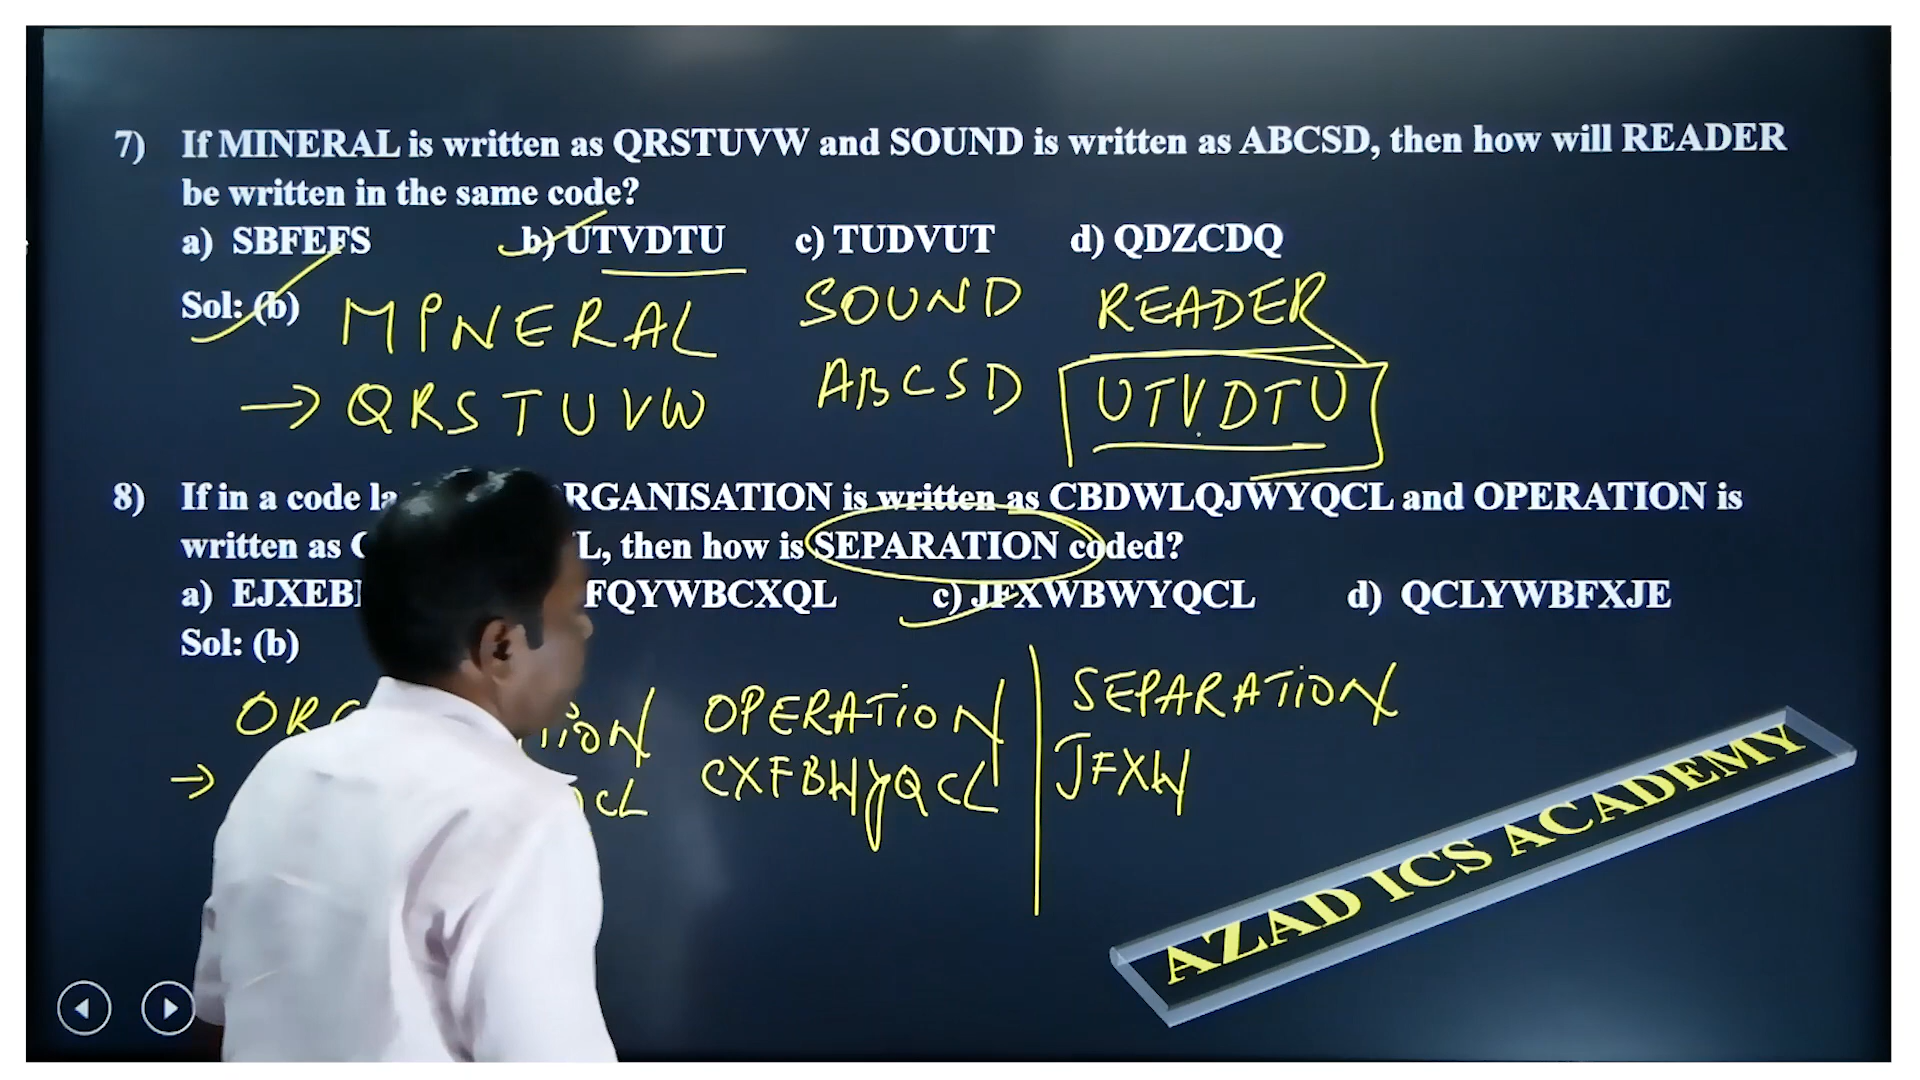 7) If MINERAL is written as QRSTUVW and SOUND is written as ABCSD, then how will READER
be written in the same code?
a) SBFEFS b) UTVDTU c) TUDVUT d) QDZCDQ
Sol: (b)
MINERAL SOUND READER
→ QRSTUVW ABCSD UTVDTU
8) If in a code RGANISATION is written as CBDWLQJWYQCL and OPERATION is
written as L, then how is SEPARATION coded?
a) EJXEB FQYWBCXQL c) JFXWBWYQCL d) QCLYWBFXJE
Sol: (b)
OR TION OPERATION SEPARATION
→ CL CXFBWYQCL JFXW
AZAD ICS ACADEMY